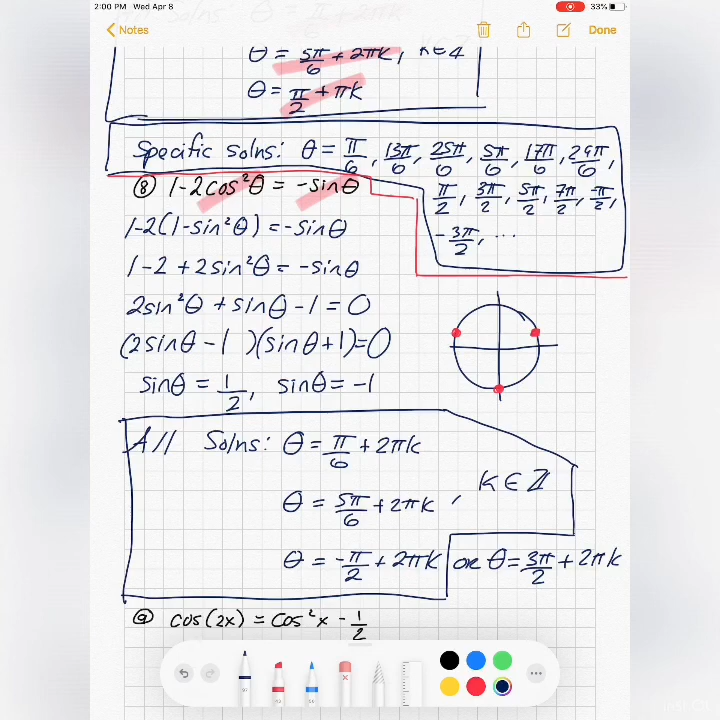 2:00 PM Wed Apr 8
33%
Notes
Done
θ = 5π/6 + 2πk, k∈Z
θ = π/2 + πk
Specific solns: θ = π/6, 13π/6, 25π/6, 5π/6, 17π/6, 29π/6,
π/2, 3π/2, 5π/2, 7π/2, -π/2,
-3π/2, ...
⑧ 1-2cos²θ = -sinθ
1-2(1-sin²θ) = -sinθ
1-2+2sin²θ = -sinθ
2sin²θ + sinθ - 1 = 0
(2sinθ - 1 )(sinθ + 1) = 0
sinθ = 1/2, sinθ = -1
All Solns: θ = π/6 + 2πk
θ = 5π/6 + 2πk , k∈Z
θ = -π/2 + 2πk or θ = 3π/2 + 2πk
⑨ cos(2x) = cos²x - 1/2